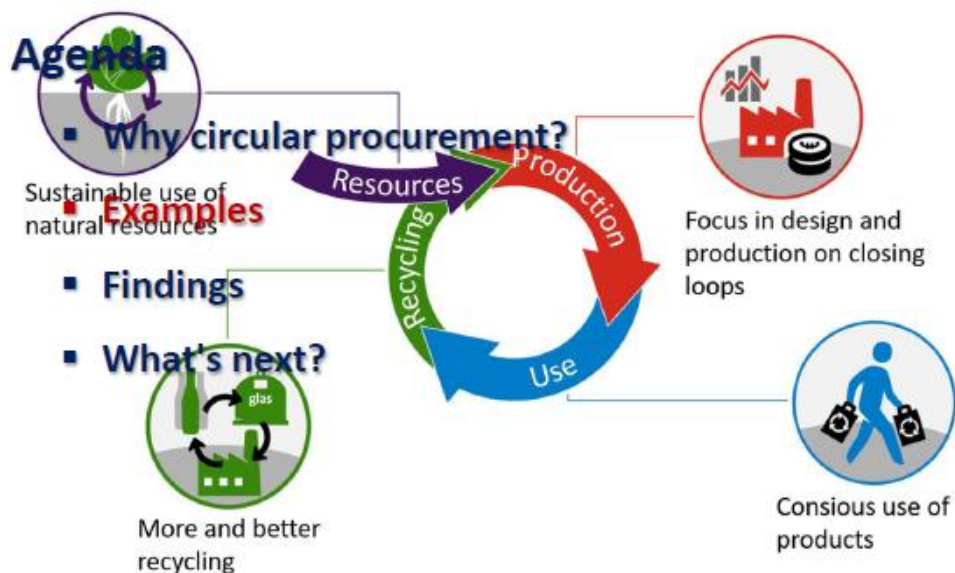 Agenda
▪ Why circular procurement?
▪ Examples
▪ Findings
▪ What's next?
Sustainable use of
natural resources
Resources
Production
Use
Recycling
Focus in design and
production on closing
loops
Consious use of
products
glas
More and better
recycling